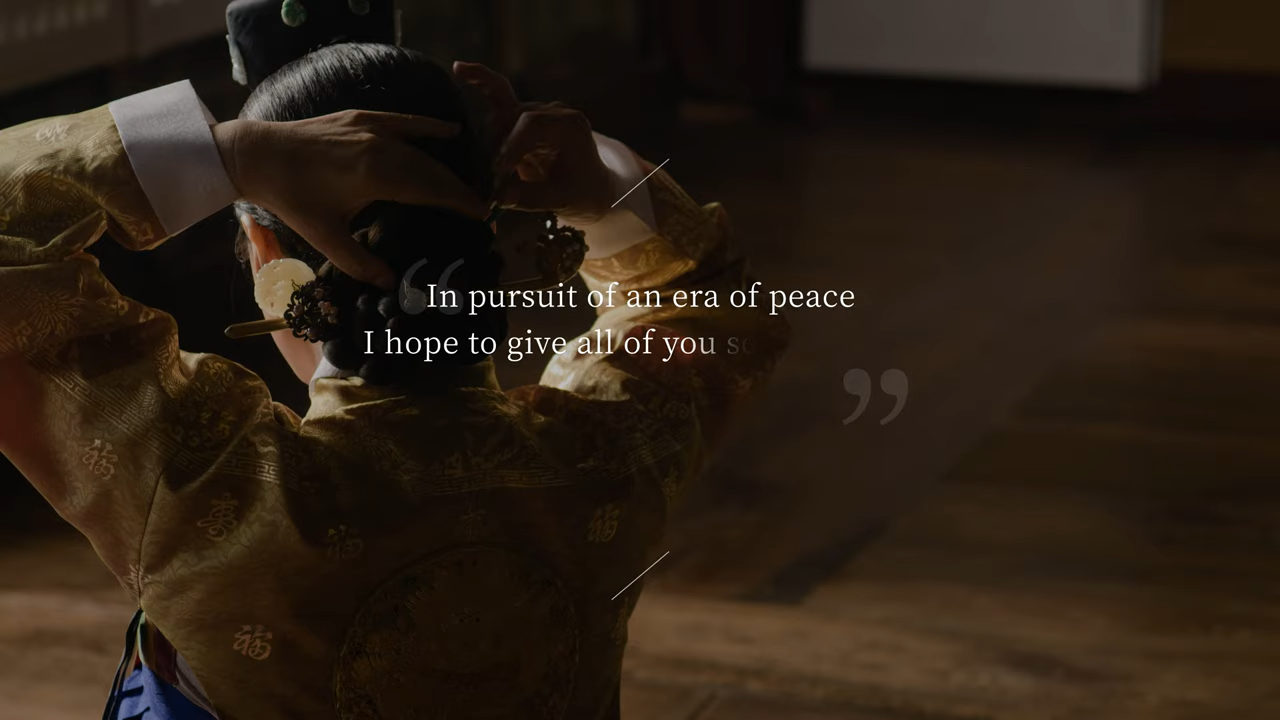 “In pursuit of an era of peace
I hope to give all of you
”